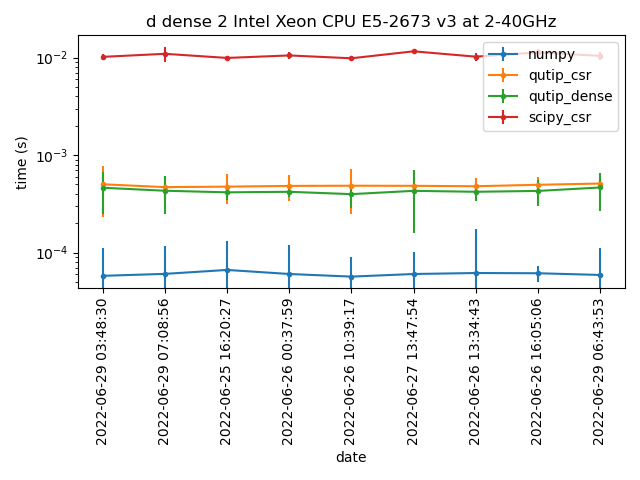 d dense 2 Intel Xeon CPU E5-2673 v3 at 2-40GHz
time (s)
10⁻²
10⁻³
10⁻⁴
numpy
qutip_csr
qutip_dense
scipy_csr
2022-06-29 03:48:30
2022-06-29 07:08:56
2022-06-25 16:20:27
2022-06-26 00:37:59
2022-06-26 10:39:17
2022-06-27 13:47:54
2022-06-26 13:34:43
2022-06-26 16:05:06
2022-06-29 06:43:53
date